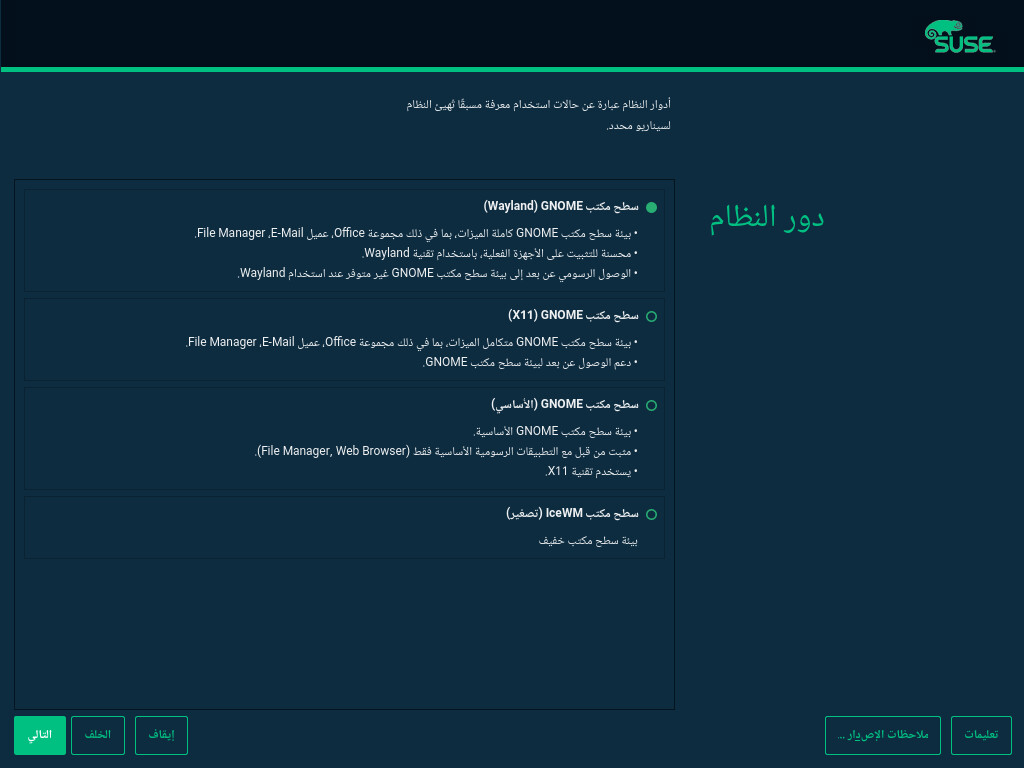 SUSE
أدوار النظام عبارة عن حالات استخدام معرفة مسبقًا تُهيئ النظام
لسيناريو محدد.
دور النظام
سطح مكتب GNOME (Wayland)
• بيئة سطح مكتب GNOME كاملة الميزات، بما في ذلك مجموعة Office، عميل E-Mail، File Manager.
• محسنة للتثبيت على الأجهزة الفعلية، باستخدام تقنية Wayland.
• الوصول الرسومي عن بعد إلى بيئة سطح مكتب GNOME غير متوفر عند استخدام Wayland.
سطح مكتب GNOME (X11)
• بيئة سطح مكتب GNOME متكامل الميزات، بما في ذلك مجموعة Office، عميل E-Mail، File Manager.
• دعم الوصول عن بعد لبيئة سطح مكتب GNOME.
سطح مكتب GNOME (الأساسي)
• بيئة سطح مكتب GNOME الأساسية.
• مثبت من قبل مع التطبيقات الرسومية الأساسية فقط (File Manager, Web Browser).
• يستخدم تقنية X11.
سطح مكتب IceWM (تصغير)
بيئة سطح مكتب خفيف
تعليمات
ملاحظات الإصدار ...
إيقاف
الخلف
التالي